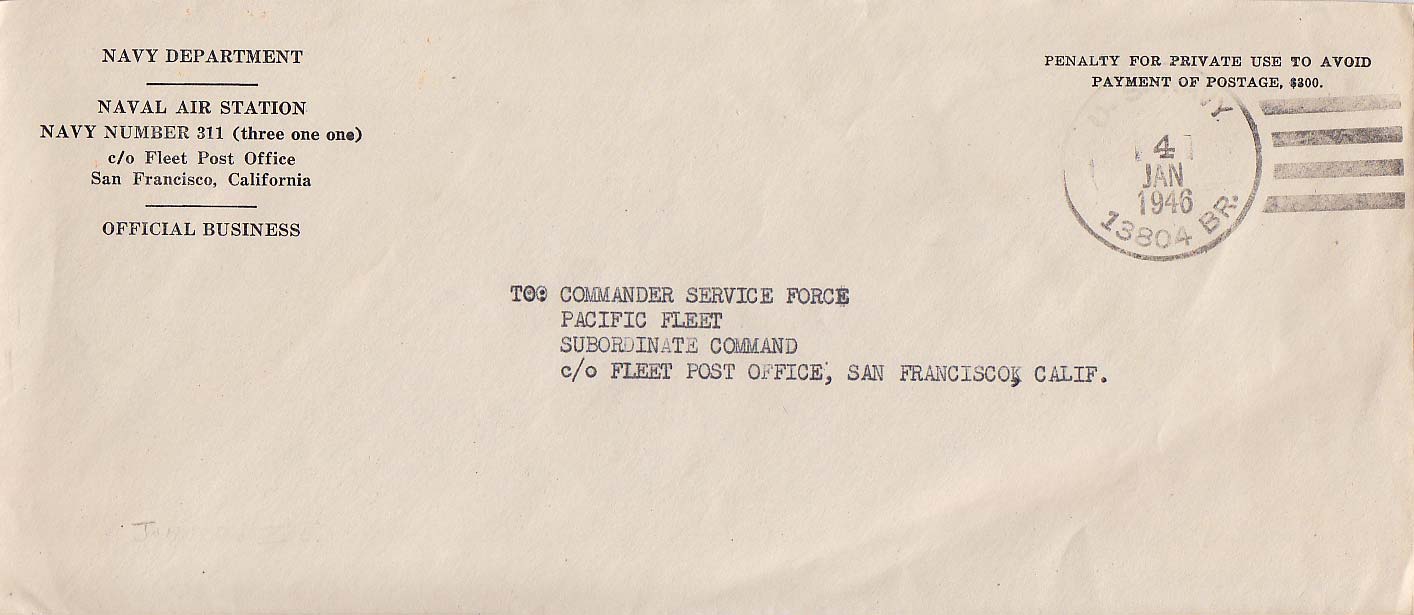 NAVY DEPARTMENT
NAVAL AIR STATION
NAVY NUMBER 311 (three one one)
c/o Fleet Post Office
San Francisco, California
OFFICIAL BUSINESS
PENALTY FOR PRIVATE USE TO AVOID
PAYMENT OF POSTAGE, $300.
4
JAN
1946
13804 BR.
TO: COMMANDER SERVICE FORCE
PACIFIC FLEET
SUBORDINATE COMMAND
c/o FLEET POST OFFICE, SAN FRANCISCO, CALIF.